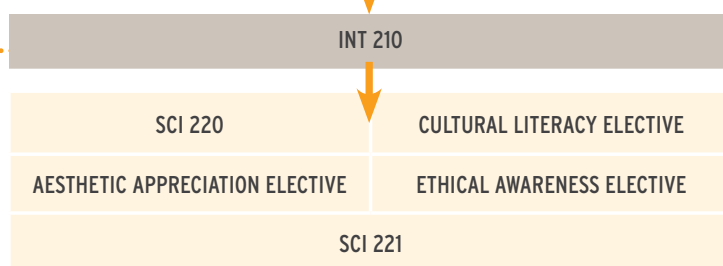 INT 210
SCI 220
CULTURAL LITERACY ELECTIVE
AESTHETIC APPRECIATION ELECTIVE
ETHICAL AWARENESS ELECTIVE
SCI 221